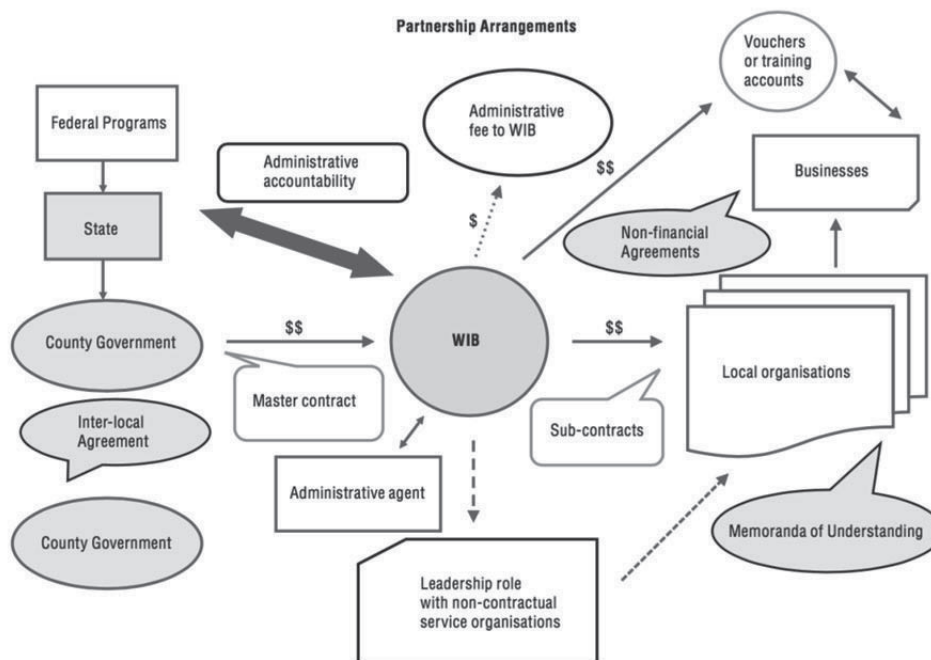 Partnership Arrangements
Vouchers
or training
accounts
Federal Programs
Administrative
fee to WIB
Administrative
accountability
$$
Businesses
State
$
Non-financial
Agreements
County Government
$$
WIB
$$
Local organisations
Master contract
Inter-local
Agreement
Sub-contracts
Administrative agent
County Government
Memoranda of Understanding
Leadership role
with non-contractual
service organisations